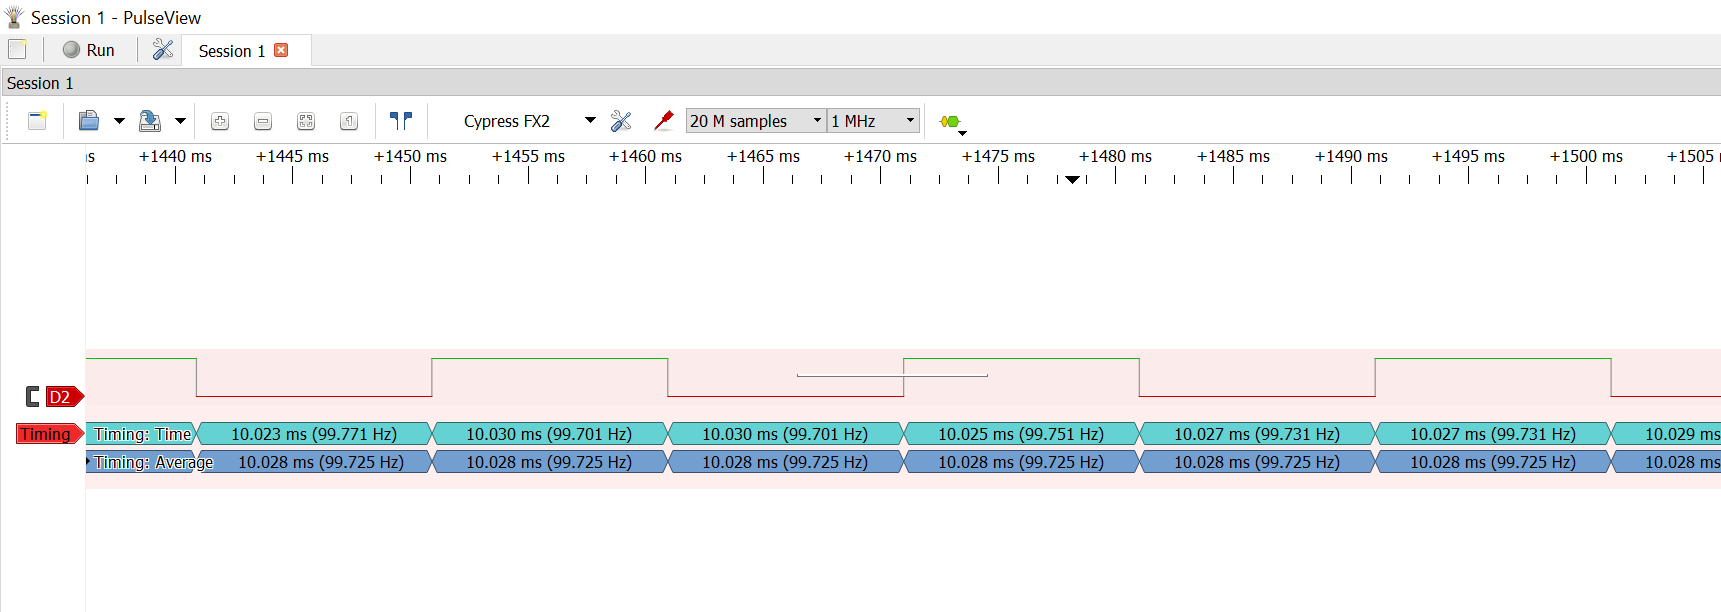 Session 1 - PulseView
Run
Session 1
Session 1
Cypress FX2 20 M samples 1 MHz
ms +1440 ms +1445 ms +1450 ms +1455 ms +1460 ms +1465 ms +1470 ms +1475 ms +1480 ms +1485 ms +1490 ms +1495 ms +1500 ms +1505
D2
Timing Timing: Time 10.023 ms (99.771 Hz) 10.030 ms (99.701 Hz) 10.030 ms (99.701 Hz) 10.025 ms (99.751 Hz) 10.027 ms (99.731 Hz) 10.027 ms (99.731 Hz) 10.029 ms
Timing: Average 10.028 ms (99.725 Hz) 10.028 ms (99.725 Hz) 10.028 ms (99.725 Hz) 10.028 ms (99.725 Hz) 10.028 ms (99.725 Hz) 10.028 ms (99.725 Hz) 10.028 ms